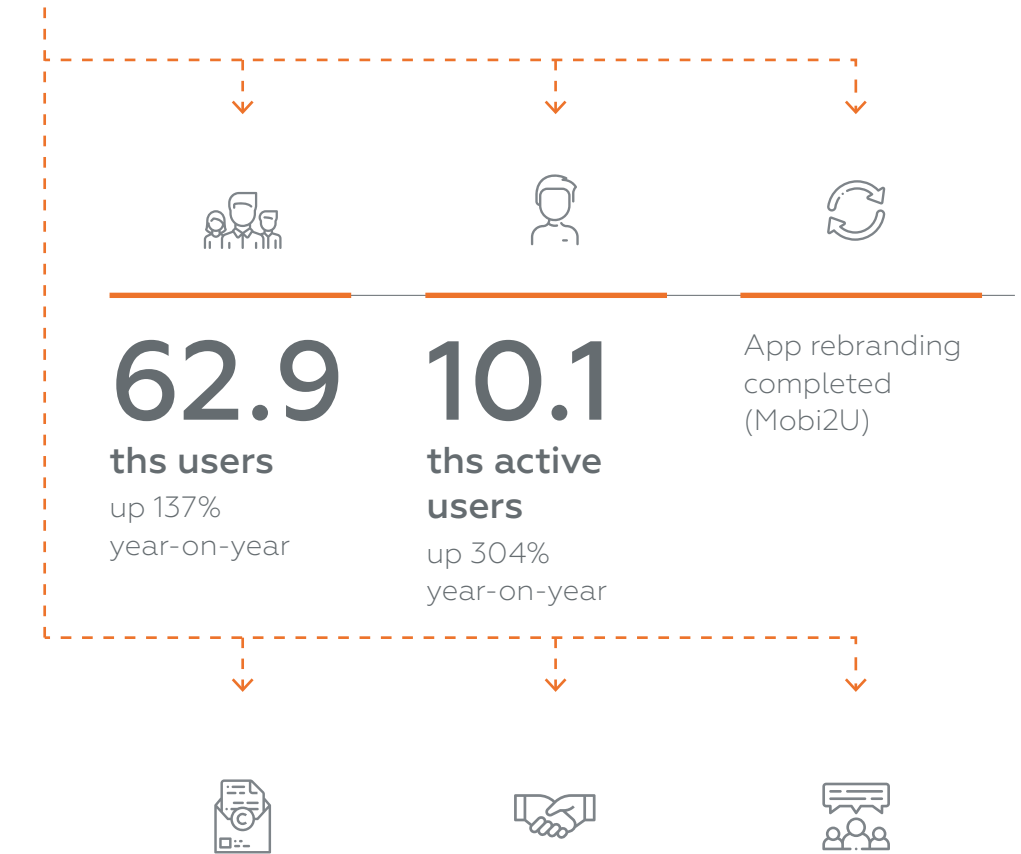 62.9
ths users
up 137%
year-on-year
10.1
ths active
users
up 304%
year-on-year
App rebranding
completed
(Mobi2U)
C